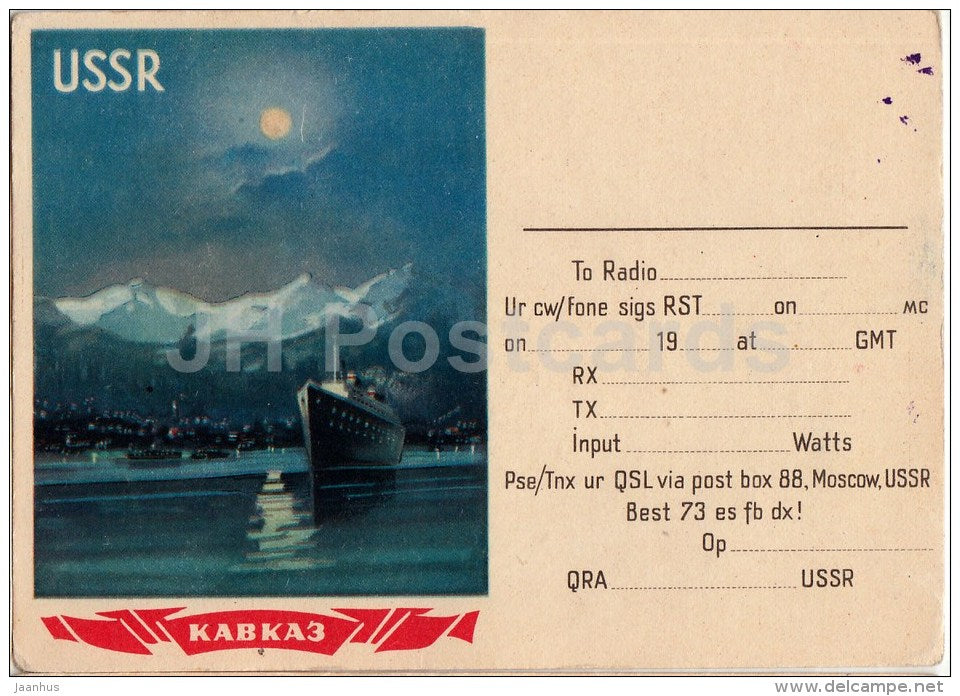 USSR
To Radio
Ur cw/fone sigs RST on мс
on 19 at GMT
RX
TX
Input Watts
Pse/Tnx ur QSL via post box 88, Moscow, USSR
Best 73 es fb dx!
Op
QRA USSR
КАВКАЗ
JH Postcards
jaanhus
www.delcampe.net